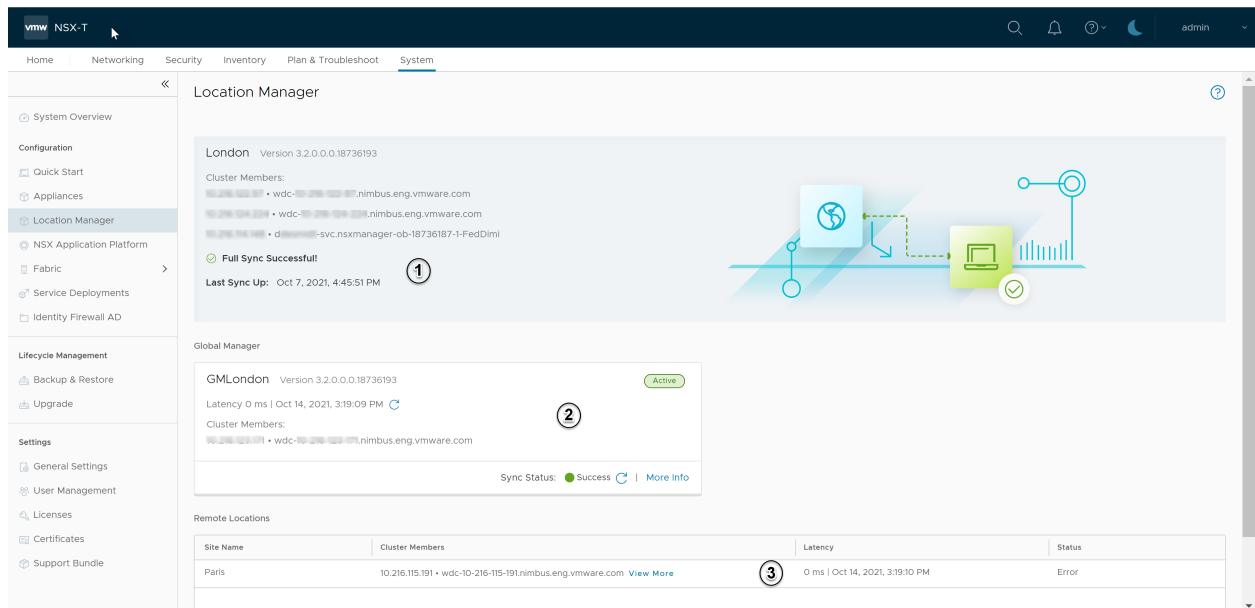 vmw NSX-T
admin
Home Networking Security Inventory Plan & Troubleshoot System
Location Manager
System Overview
Configuration
Quick Start
Appliances
Location Manager
NSX Application Platform
Fabric
Service Deployments
Identity Firewall AD
Lifecycle Management
Backup & Restore
Upgrade
Settings
General Settings
User Management
Licenses
Certificates
Support Bundle
London Version 3.2.0.0.0.18736193
Cluster Members:
• wdc- .nimbus.eng.vmware.com
• wdc- .nimbus.eng.vmware.com
• d -svc.nsxmanager-ob-18736187-1-FedDimi
Full Sync Successful!
Last Sync Up: Oct 7, 2021, 4:45:51 PM
1
Global Manager
GMLondon Version 3.2.0.0.0.18736193
Active
Latency 0 ms | Oct 14, 2021, 3:19:09 PM
2
Cluster Members:
• wdc- .nimbus.eng.vmware.com
Sync Status: Success | More Info
Remote Locations
Site Name Cluster Members Latency Status
Paris 10.216.115.191 • wdc-10-216-115-191.nimbus.eng.vmware.com View More 3 0 ms | Oct 14, 2021, 3:19:10 PM Error